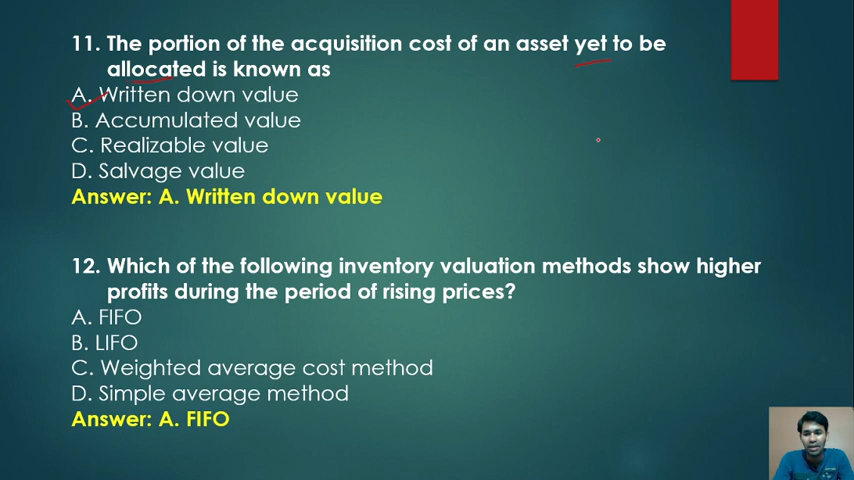 11. The portion of the acquisition cost of an asset yet to be
allocated is known as
A. Written down value
B. Accumulated value
C. Realizable value
D. Salvage value
Answer: A. Written down value
12. Which of the following inventory valuation methods show higher
profits during the period of rising prices?
A. FIFO
B. LIFO
C. Weighted average cost method
D. Simple average method
Answer: A. FIFO